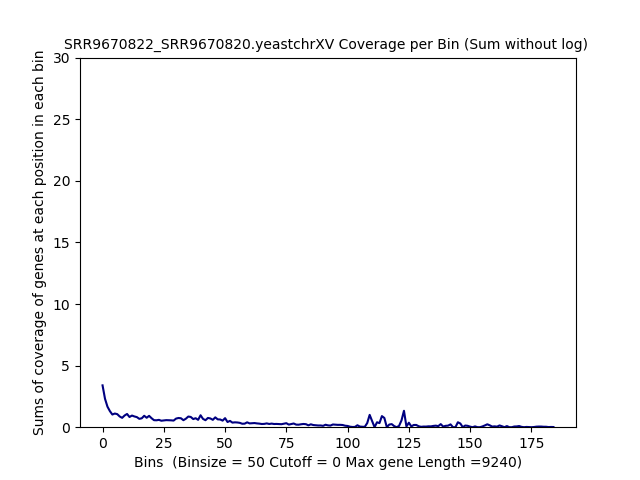 SRR9670822_SRR9670820.yeastchrXV Coverage per Bin (Sum without log)
Sums of coverage of genes at each position in each bin
30
25
20
15
10
5
0
0 25 50 75 100 125 150 175
Bins  (Binsize = 50 Cutoff = 0 Max gene Length =9240)